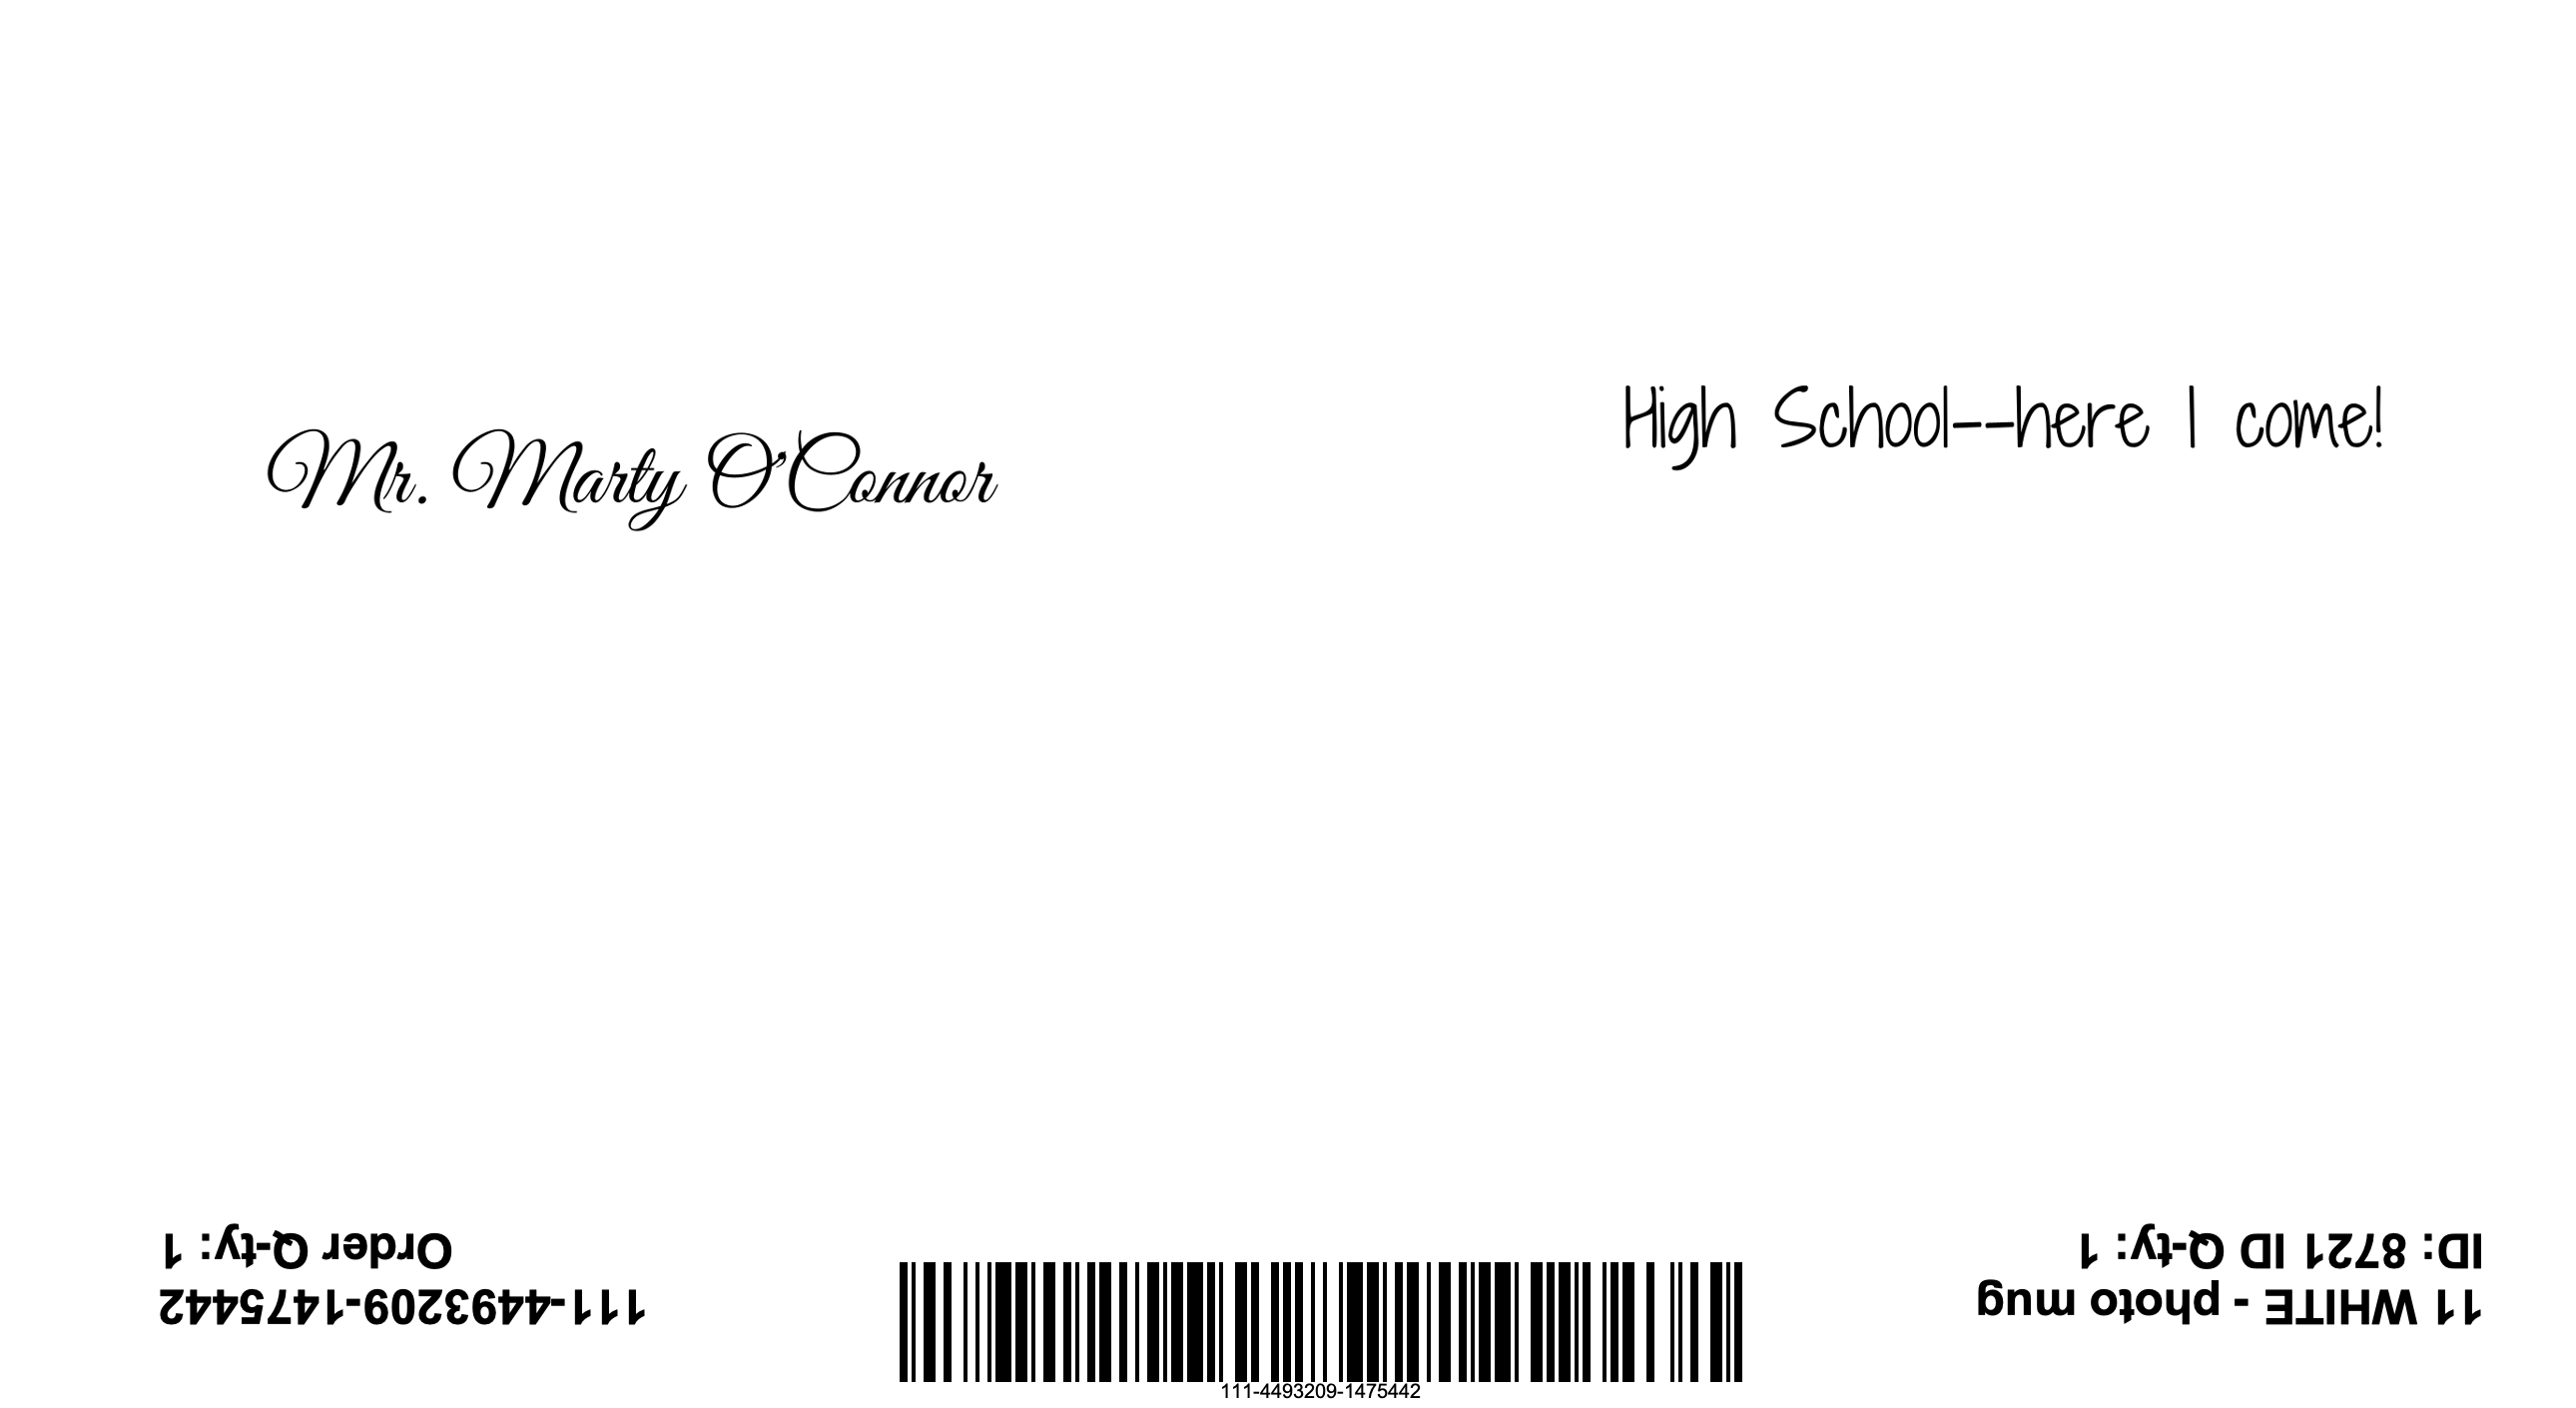 Mr. Marty O'Connor
High School--here I come!
111-4493209-1475442
Order Q-ty: 1
11 WHITE - photo mug
ID: 8721 ID Q-ty: 1
111-4493209-1475442